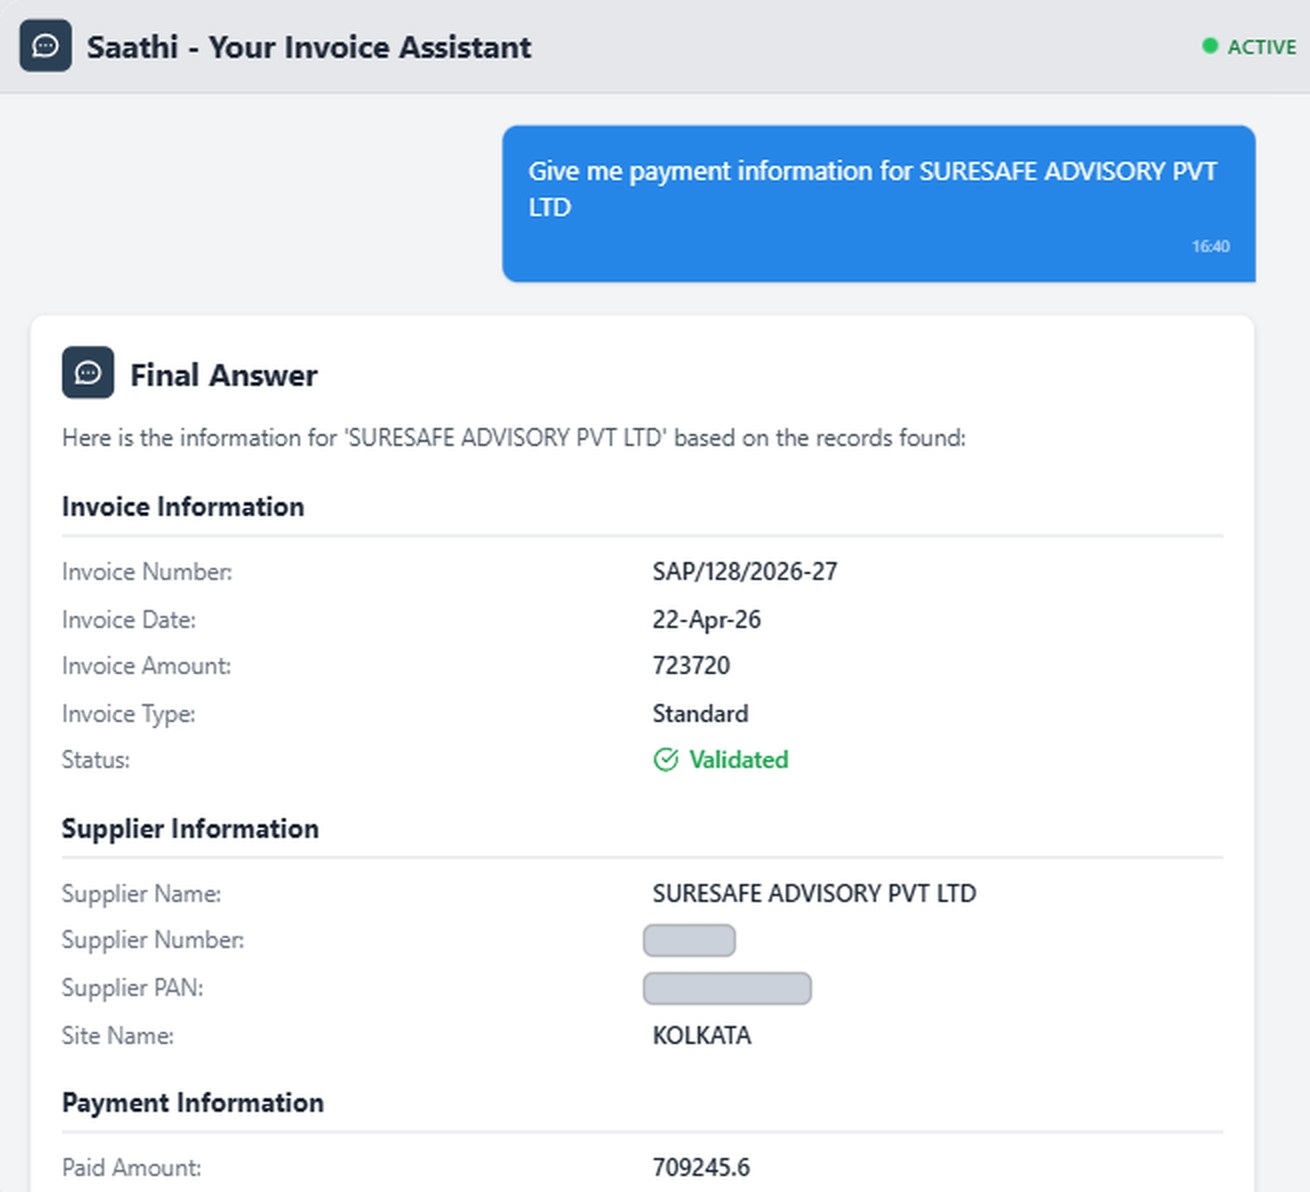 Saathi - Your Invoice Assistant
ACTIVE
Give me payment information for SURESAFE ADVISORY PVT
LTD
16:40
Final Answer
Here is the information for 'SURESAFE ADVISORY PVT LTD' based on the records found:
Invoice Information
Invoice Number: SAP/128/2026-27
Invoice Date: 22-Apr-26
Invoice Amount: 723720
Invoice Type: Standard
Status: Validated
Supplier Information
Supplier Name: SURESAFE ADVISORY PVT LTD
Supplier Number:
Supplier PAN:
Site Name: KOLKATA
Payment Information
Paid Amount: 709245.6